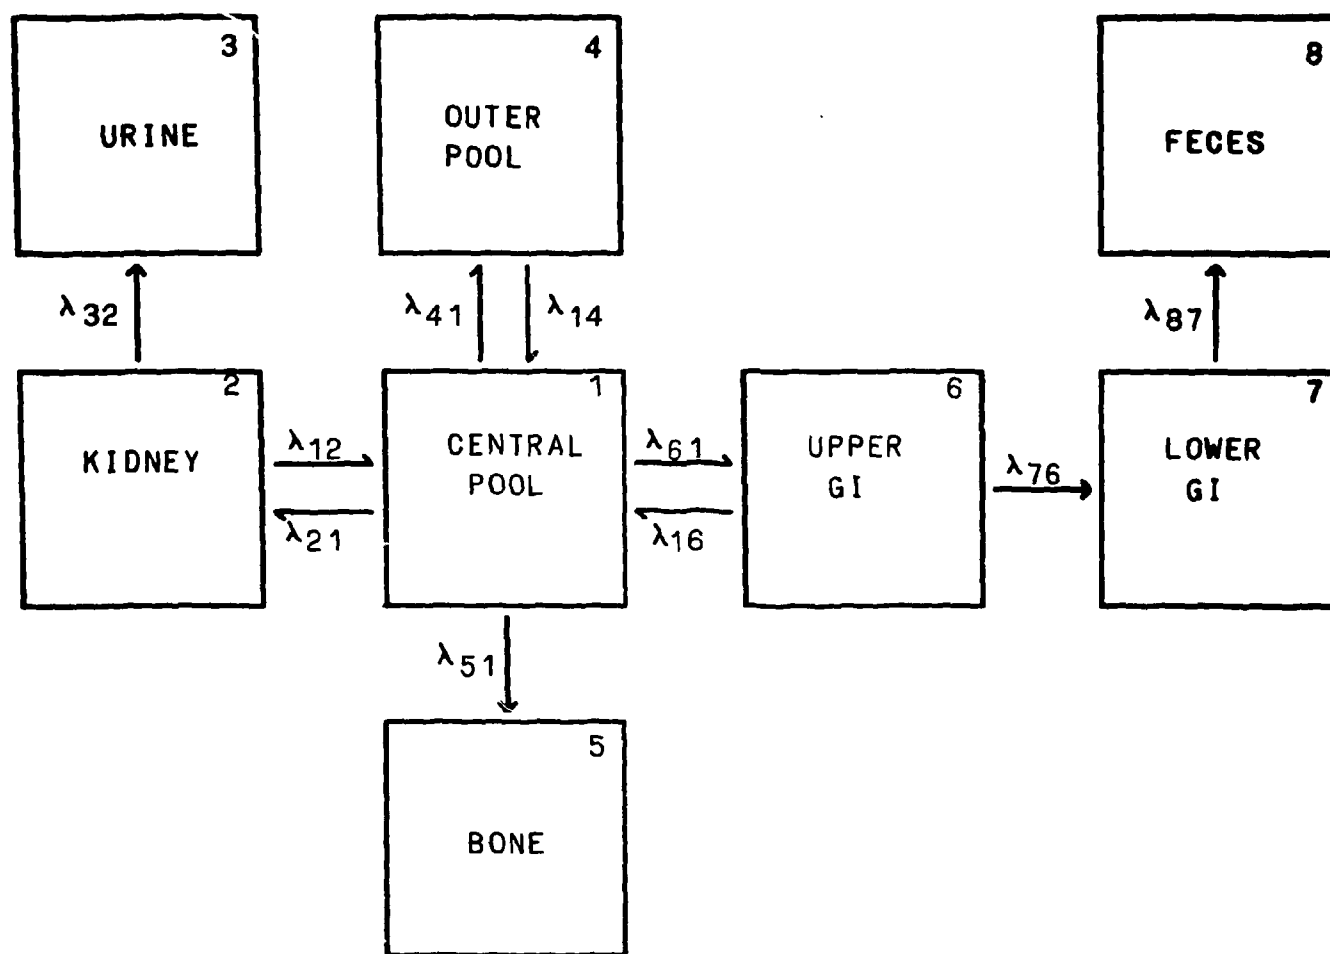 3
URINE
4
OUTER
POOL
8
FECES
λ32
λ41
λ14
λ87
2
KIDNEY
λ12
λ21
1
CENTRAL
POOL
λ61
λ16
6
UPPER
GI
λ76
7
LOWER
GI
λ51
5
BONE